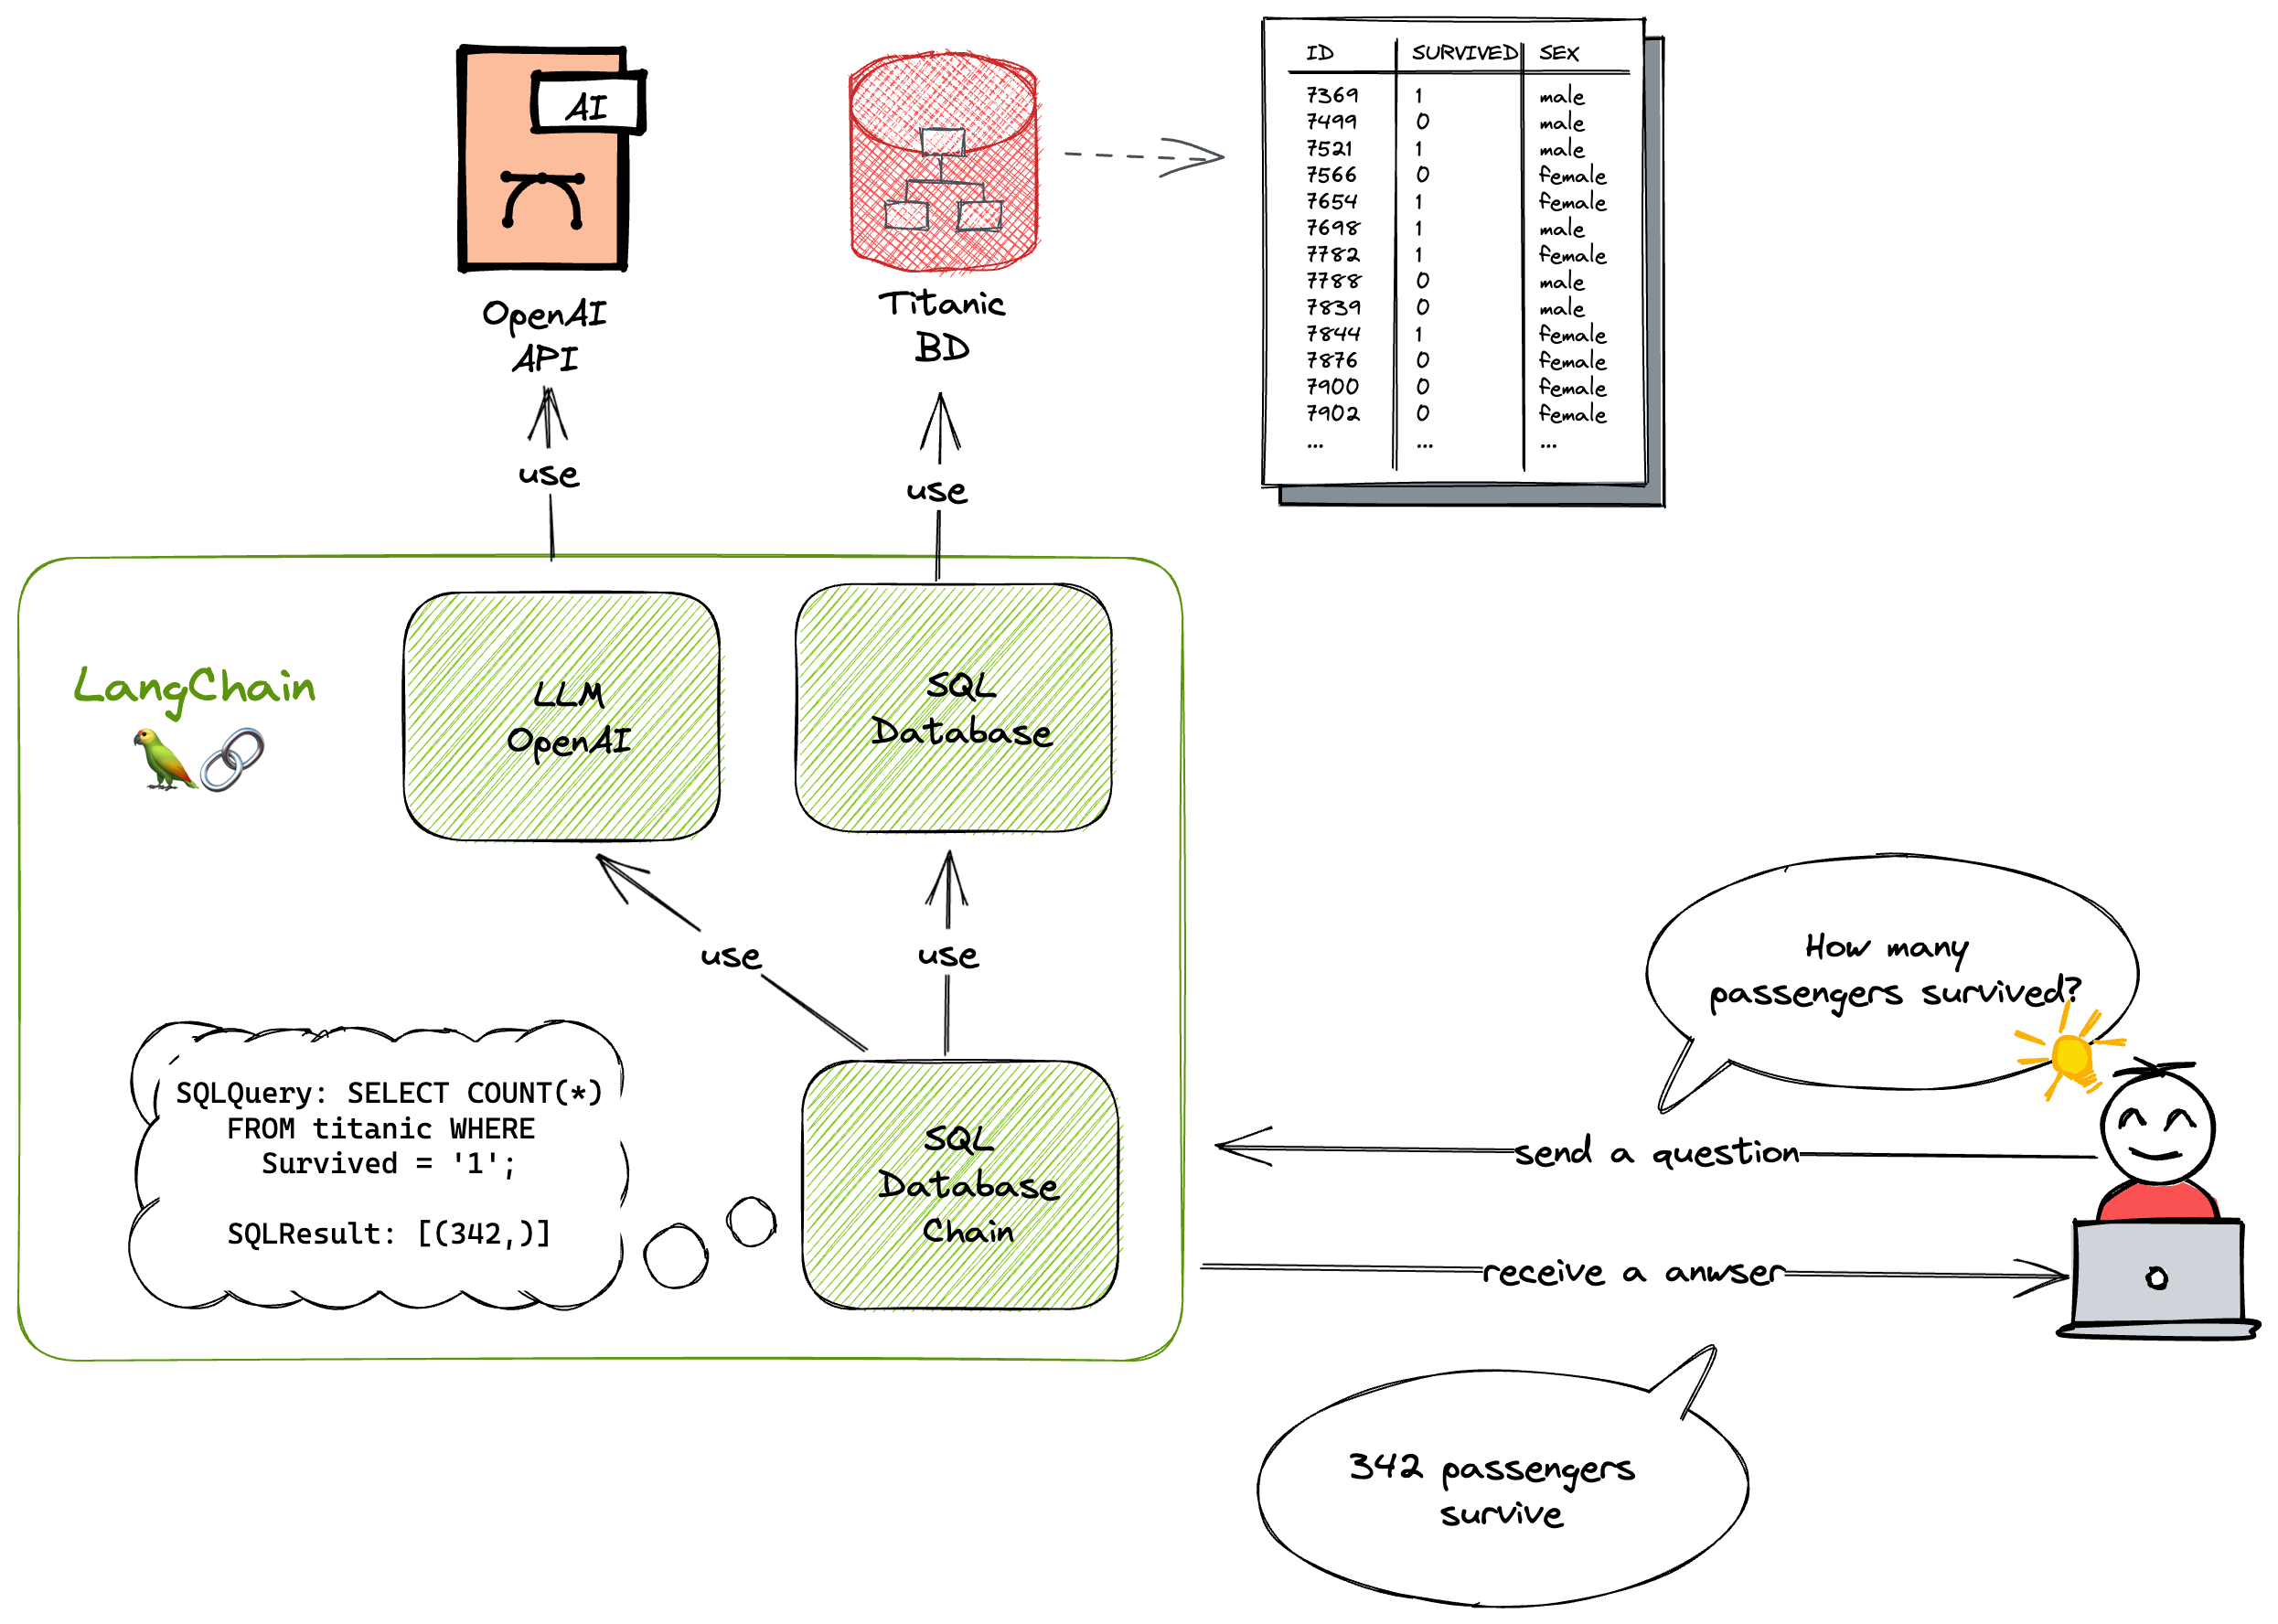 AI
OpenAI
API
Titanic
BD
ID SURVIVED SEX
7369 1 male
7499 0 male
7521 1 male
7566 0 female
7654 1 female
7698 1 male
7782 1 female
7788 0 male
7839 0 male
7844 1 female
7876 0 female
7900 0 female
7902 0 female
... ... ...
use
use
LangChain
LLM
OpenAI
SQL
Database
use
use
SQLQuery: SELECT COUNT(*)
FROM titanic WHERE
Survived = '1';
SQLResult: [(342,)]
SQL
Database
Chain
How many
passengers survived?
send a question
receive a anwser
342 passengers
survive